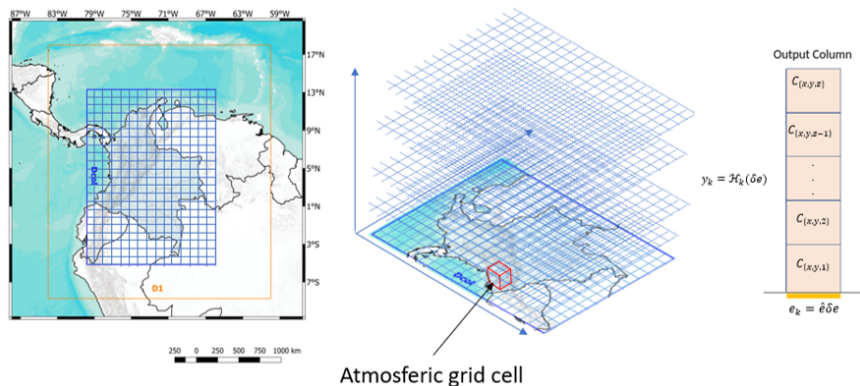 87°W 83°W 79°W 75°W 71°W 67°W 63°W 59°W
17°N
13°N
9°N
5°N
1°N
3°S
7°S
Dcol
D1
250 0 250 500 750 1000 km
Dcol
Atmosferic grid cell
Output Column
C(x,y,z)
C(x,y,z−1)
.
.
.
C(x,y,2)
C(x,y,1)
y_k = ℋ_k(δe)
e_k = êδe